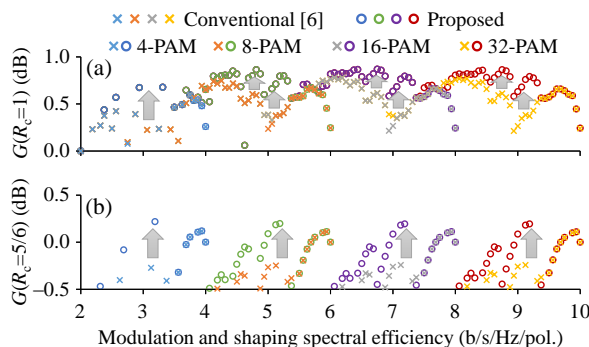 Conventional [6] Proposed
4-PAM 8-PAM 16-PAM 32-PAM
(a)
G(Rc=1) (dB)
1.0
0.5
0.0
(b)
G(Rc=5/6) (dB)
0.5
0.0
−0.5
2 3 4 5 6 7 8 9 10
Modulation and shaping spectral efficiency (b/s/Hz/pol.)